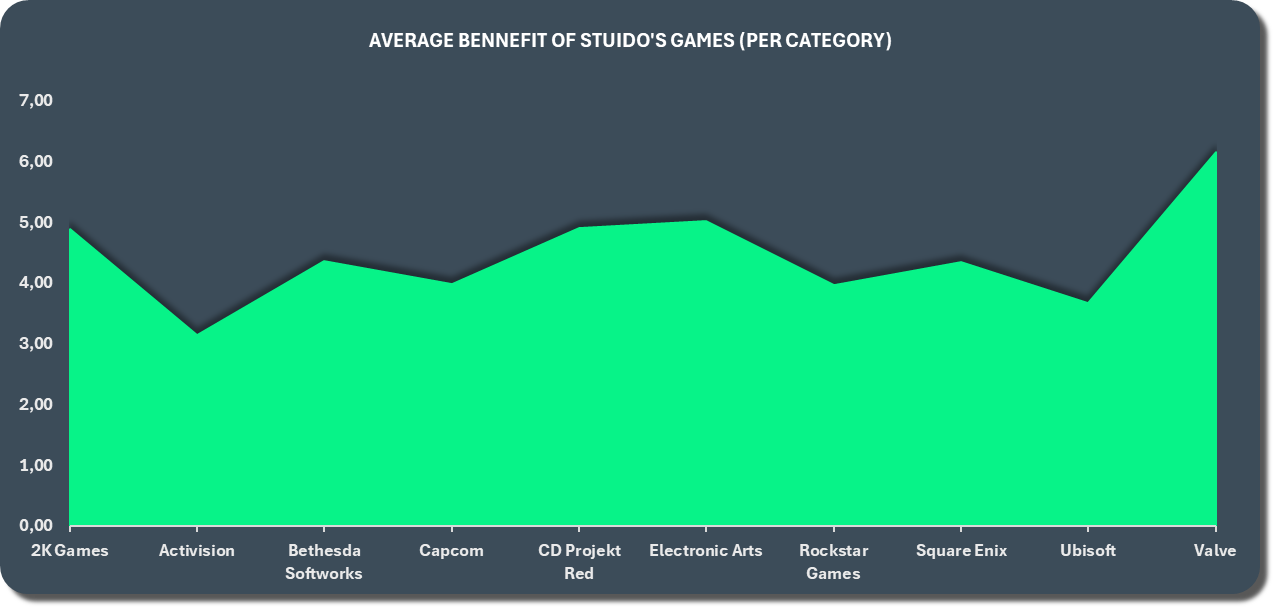 AVERAGE BENNEFIT OF STUIDO'S GAMES (PER CATEGORY)
7,00
6,00
5,00
4,00
3,00
2,00
1,00
0,00
2K Games Activision Bethesda Capcom CD Projekt Electronic Arts Rockstar Square Enix Ubisoft Valve
Softworks Red Games